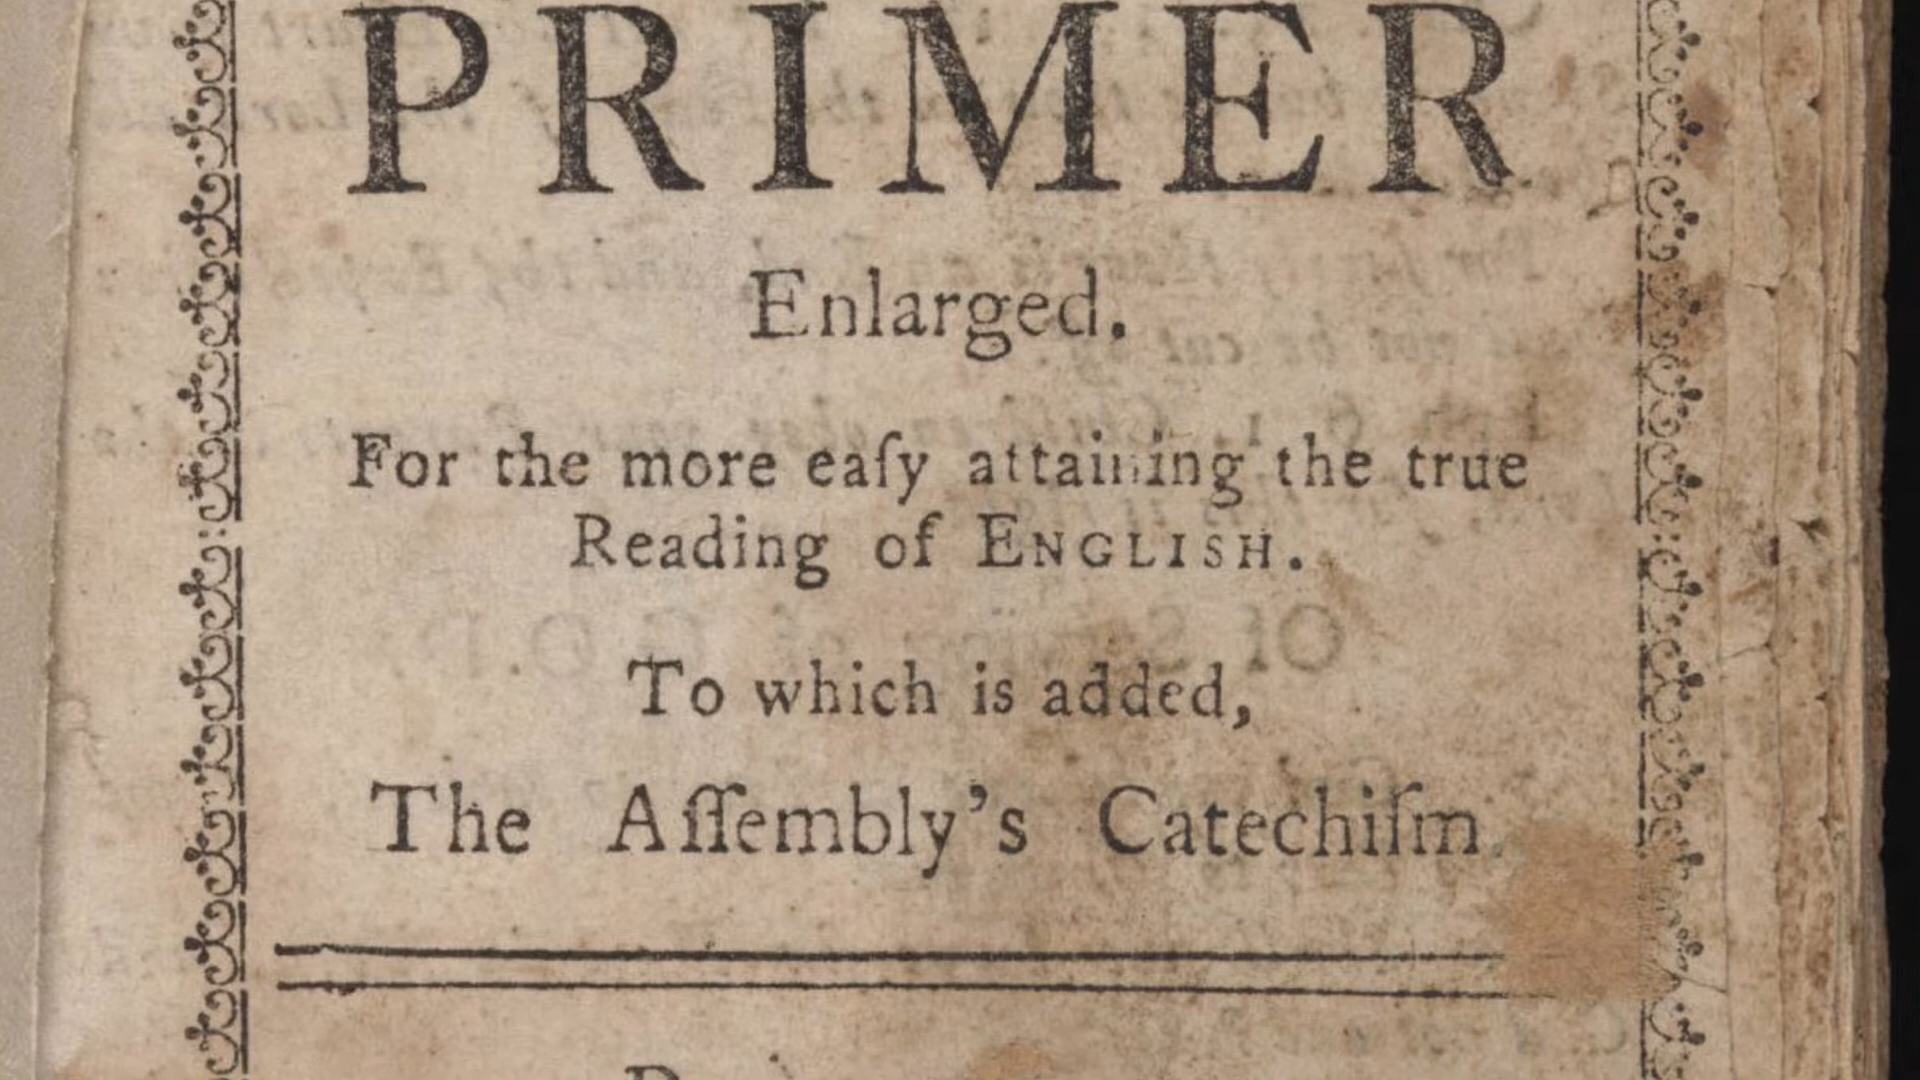 PRIMER
Enlarged.
For the more eaſy attaining the true
Reading of ENGLISH.
To which is added,
The Aſſembly's Catechiſm.